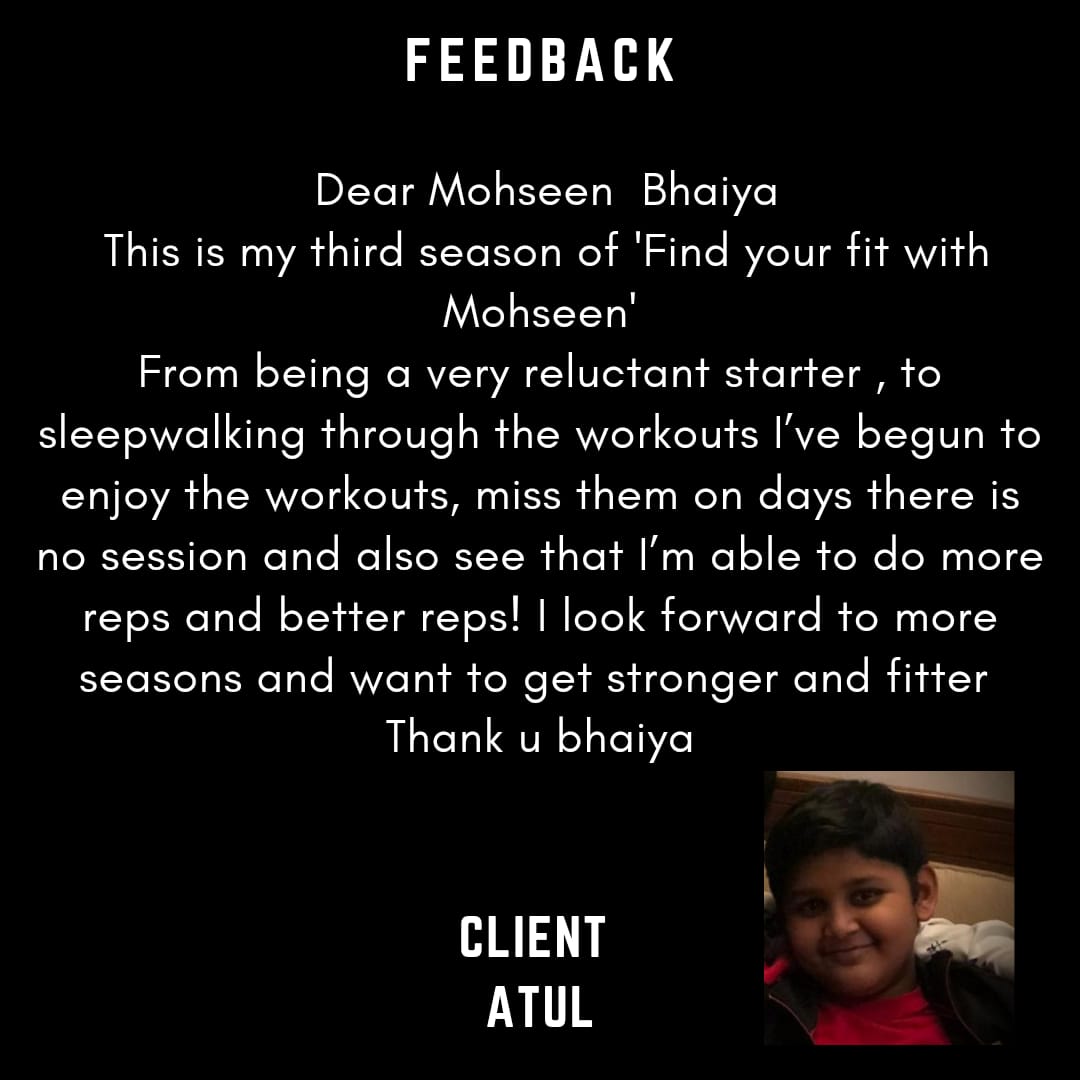 FEEDBACK
Dear Mohseen  Bhaiya
This is my third season of 'Find your fit with
Mohseen'
From being a very reluctant starter , to
sleepwalking through the workouts I’ve begun to
enjoy the workouts, miss them on days there is
no session and also see that I’m able to do more
reps and better reps! I look forward to more
seasons and want to get stronger and fitter
Thank u bhaiya
CLIENT
ATUL